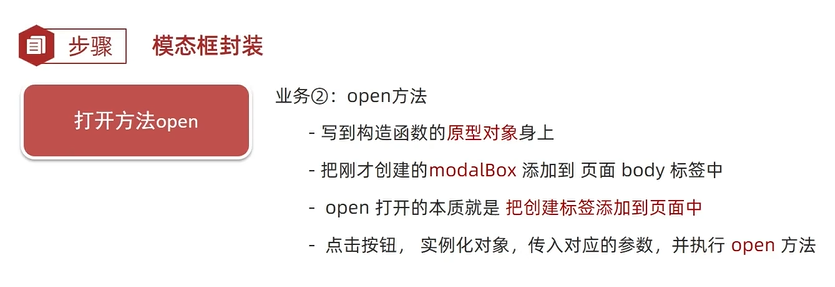 步骤 模态框封装
打开方法open
业务②：open方法
- 写到构造函数的原型对象身上
- 把刚才创建的modalBox 添加到 页面 body 标签中
- open 打开的本质就是 把创建标签添加到页面中
- 点击按钮， 实例化对象，传入对应的参数，并执行 open 方法